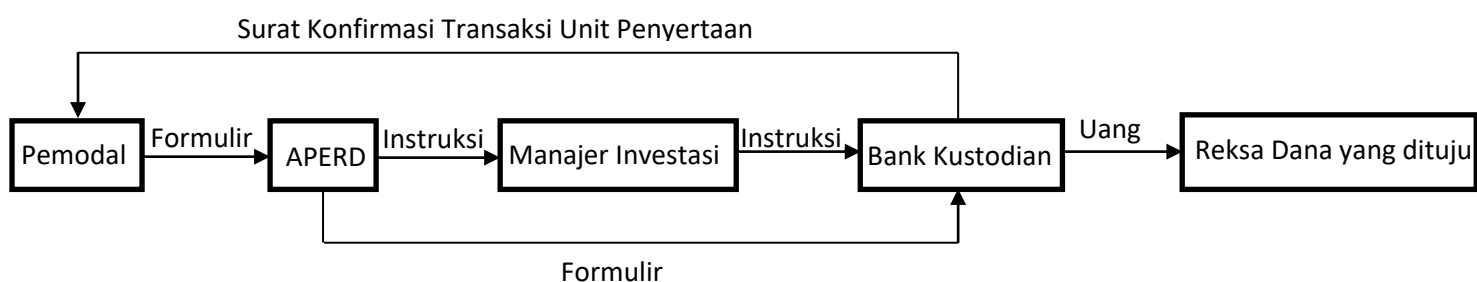 Surat Konfirmasi Transaksi Unit Penyertaan
Pemodal
Formulir
APERD
Instruksi
Manajer Investasi
Instruksi
Bank Kustodian
Uang
Reksa Dana yang dituju
Formulir